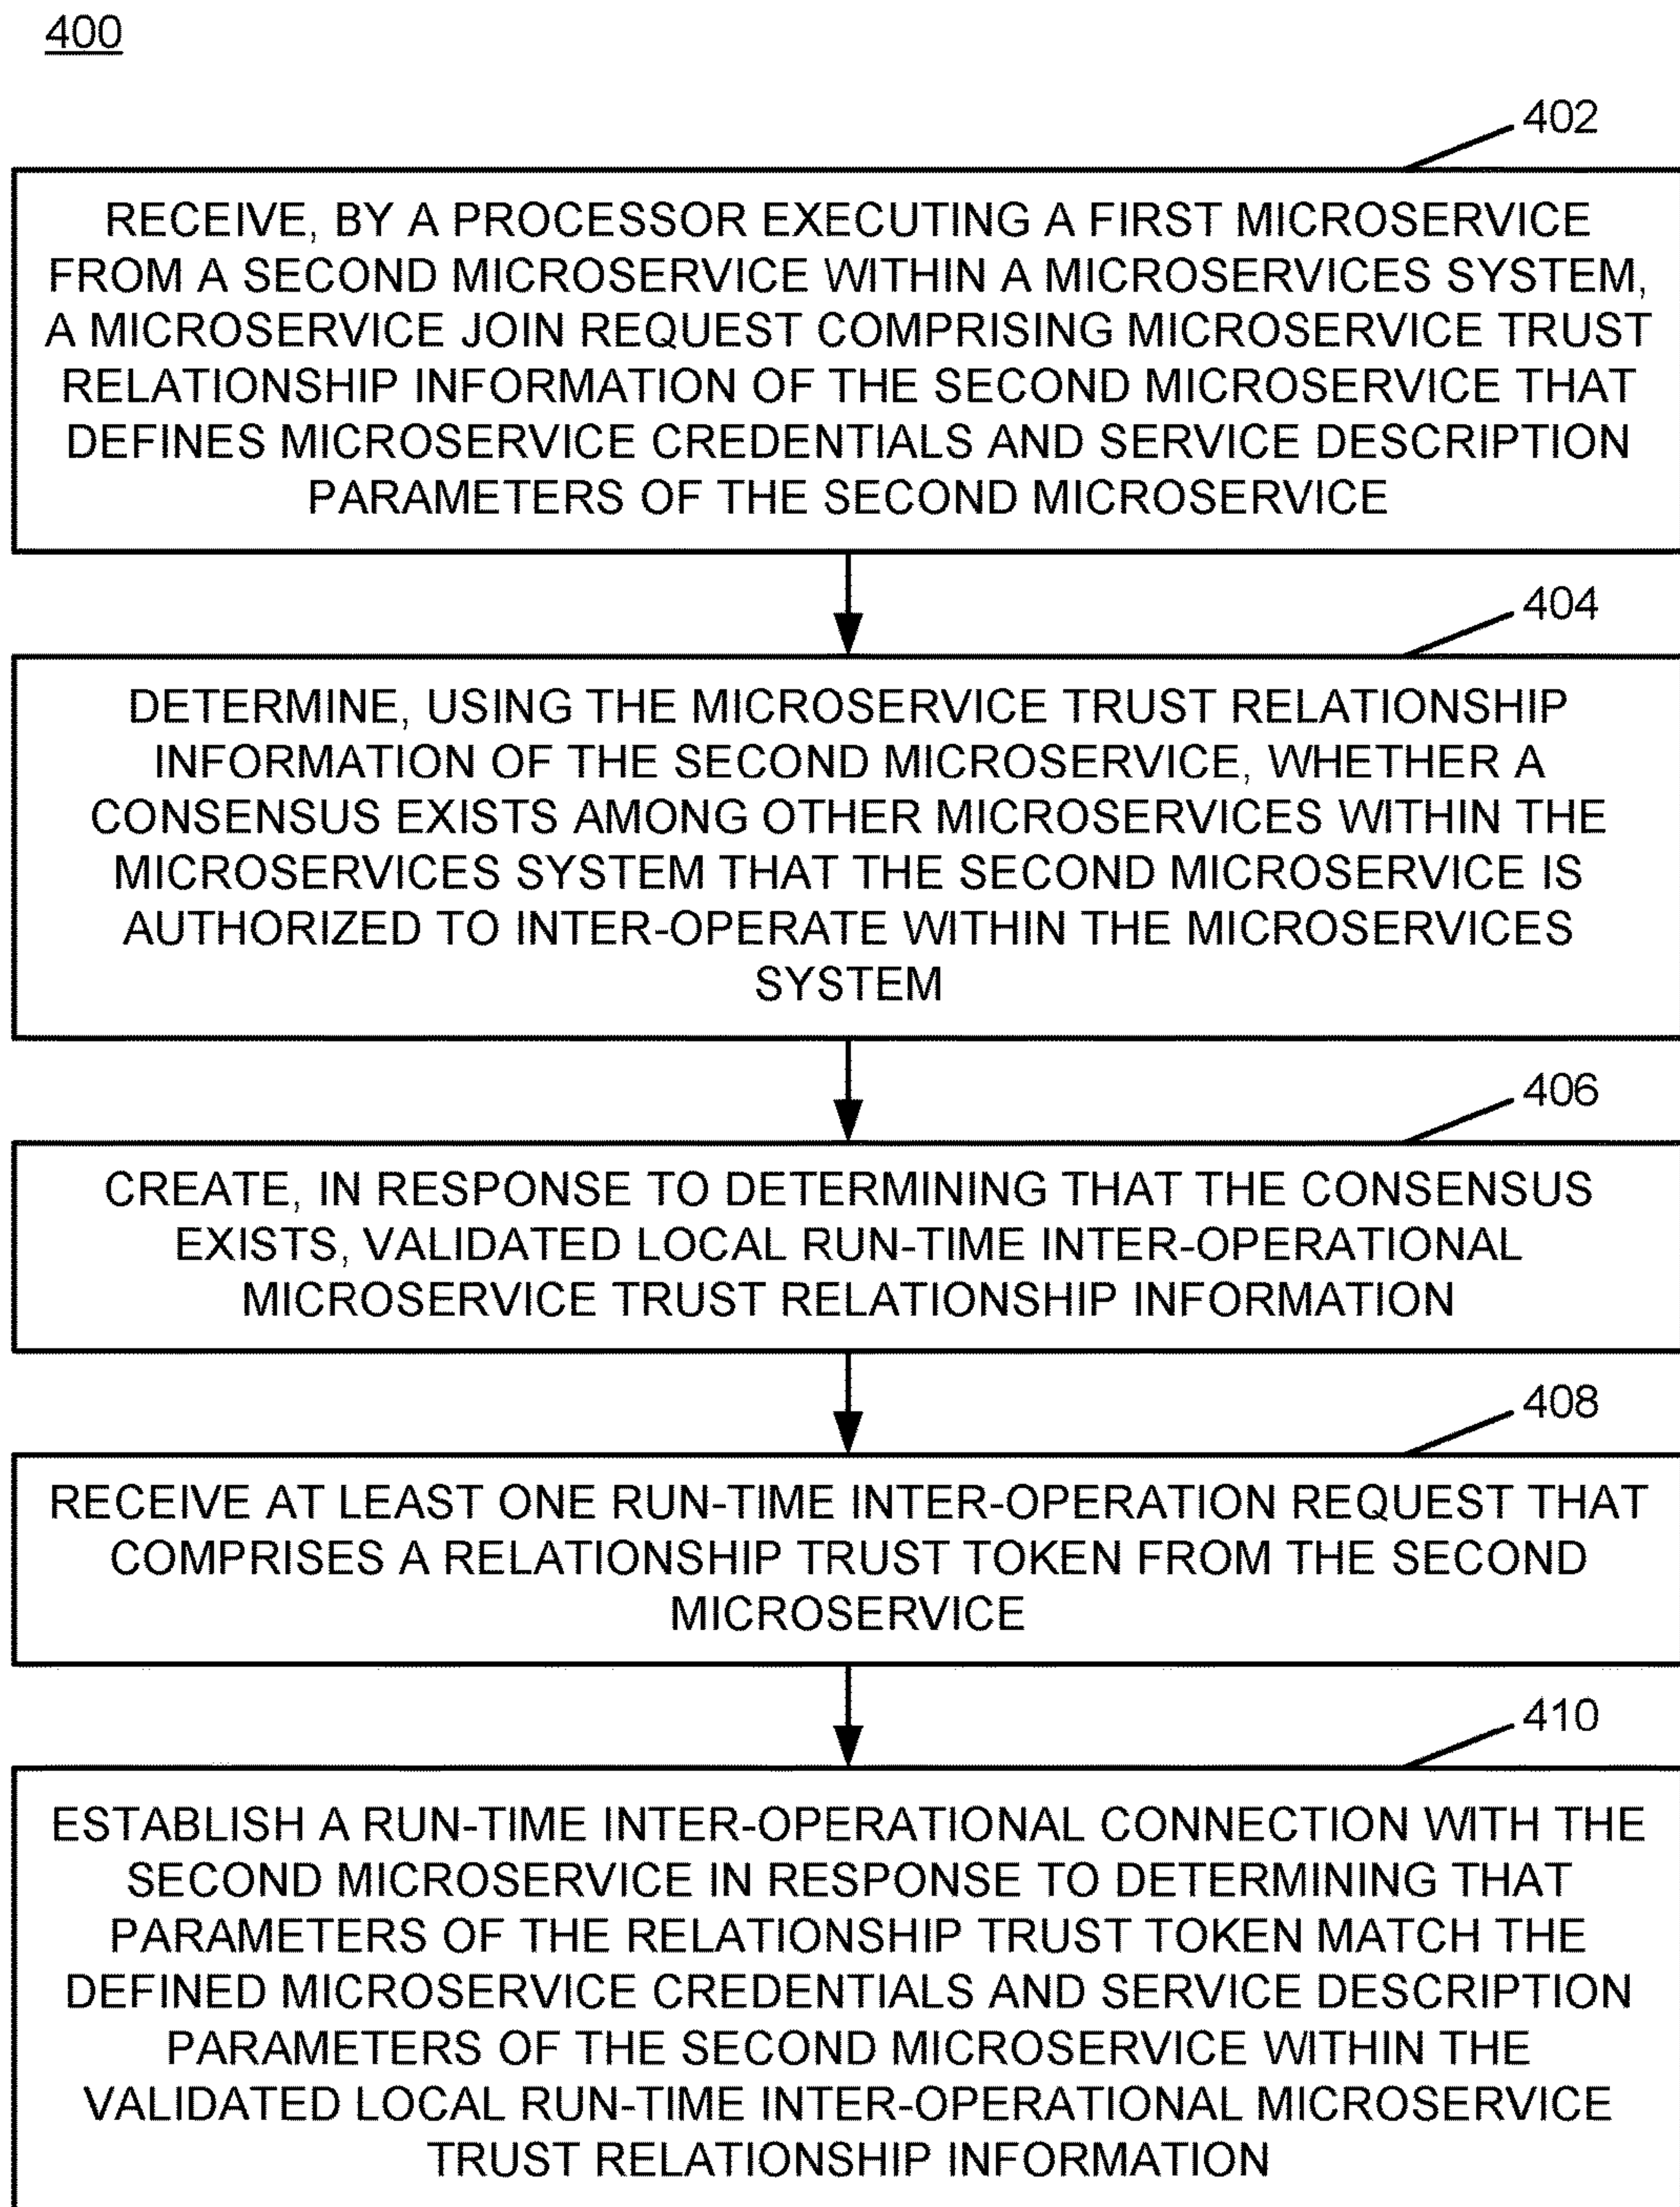 400
402
RECEIVE, BY A PROCESSOR EXECUTING A FIRST MICROSERVICE
FROM A SECOND MICROSERVICE WITHIN A MICROSERVICES SYSTEM,
A MICROSERVICE JOIN REQUEST COMPRISING MICROSERVICE TRUST
RELATIONSHIP INFORMATION OF THE SECOND MICROSERVICE THAT
DEFINES MICROSERVICE CREDENTIALS AND SERVICE DESCRIPTION
PARAMETERS OF THE SECOND MICROSERVICE
404
DETERMINE, USING THE MICROSERVICE TRUST RELATIONSHIP
INFORMATION OF THE SECOND MICROSERVICE, WHETHER A
CONSENSUS EXISTS AMONG OTHER MICROSERVICES WITHIN THE
MICROSERVICES SYSTEM THAT THE SECOND MICROSERVICE IS
AUTHORIZED TO INTER-OPERATE WITHIN THE MICROSERVICES
SYSTEM
406
CREATE, IN RESPONSE TO DETERMINING THAT THE CONSENSUS
EXISTS, VALIDATED LOCAL RUN-TIME INTER-OPERATIONAL
MICROSERVICE TRUST RELATIONSHIP INFORMATION
408
RECEIVE AT LEAST ONE RUN-TIME INTER-OPERATION REQUEST THAT
COMPRISES A RELATIONSHIP TRUST TOKEN FROM THE SECOND
MICROSERVICE
410
ESTABLISH A RUN-TIME INTER-OPERATIONAL CONNECTION WITH THE
SECOND MICROSERVICE IN RESPONSE TO DETERMINING THAT
PARAMETERS OF THE RELATIONSHIP TRUST TOKEN MATCH THE
DEFINED MICROSERVICE CREDENTIALS AND SERVICE DESCRIPTION
PARAMETERS OF THE SECOND MICROSERVICE WITHIN THE
VALIDATED LOCAL RUN-TIME INTER-OPERATIONAL MICROSERVICE
TRUST RELATIONSHIP INFORMATION